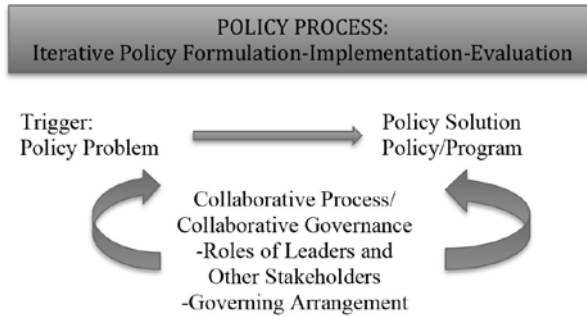 POLICY PROCESS:
Iterative Policy Formulation-Implementation-Evaluation
Trigger:
Policy Problem
Policy Solution
Policy/Program
Collaborative Process/
Collaborative Governance
-Roles of Leaders and
Other Stakeholders
-Governing Arrangement